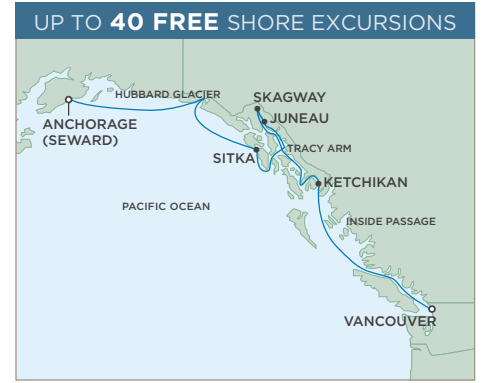 UP TO 40 FREE SHORE EXCURSIONS
HUBBARD GLACIER
SKAGWAY
ANCHORAGE
(SEWARD)
JUNEAU
SITKA
TRACY ARM
KETCHIKAN
PACIFIC OCEAN
INSIDE PASSAGE
VANCOUVER